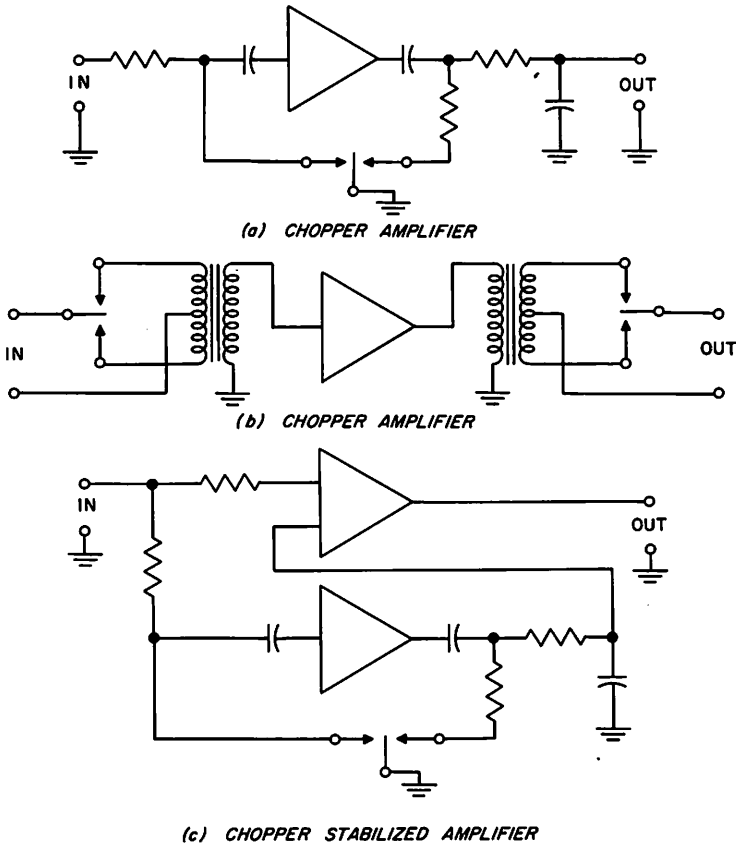 IN
OUT
(a) CHOPPER AMPLIFIER
IN
OUT
(b) CHOPPER AMPLIFIER
IN
OUT
(c) CHOPPER STABILIZED AMPLIFIER